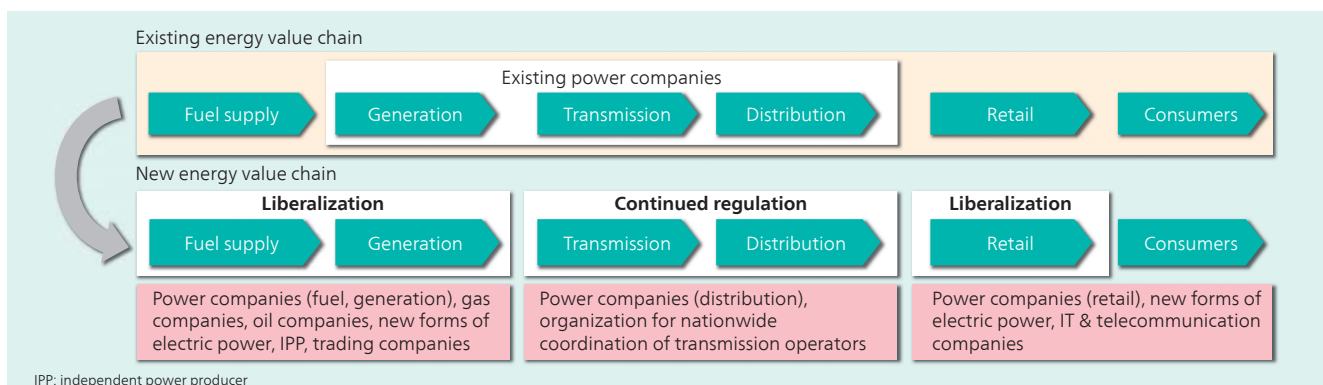 Existing energy value chain
Existing power companies
Fuel supply
Generation
Transmission
Distribution
Retail
Consumers
New energy value chain
Liberalization
Continued regulation
Liberalization
Fuel supply
Generation
Transmission
Distribution
Retail
Consumers
Power companies (fuel, generation), gas
companies, oil companies, new forms of
electric power, IPP, trading companies
Power companies (distribution),
organization for nationwide
coordination of transmission operators
Power companies (retail), new forms of
electric power, IT & telecommunication
companies
IPP: independent power producer